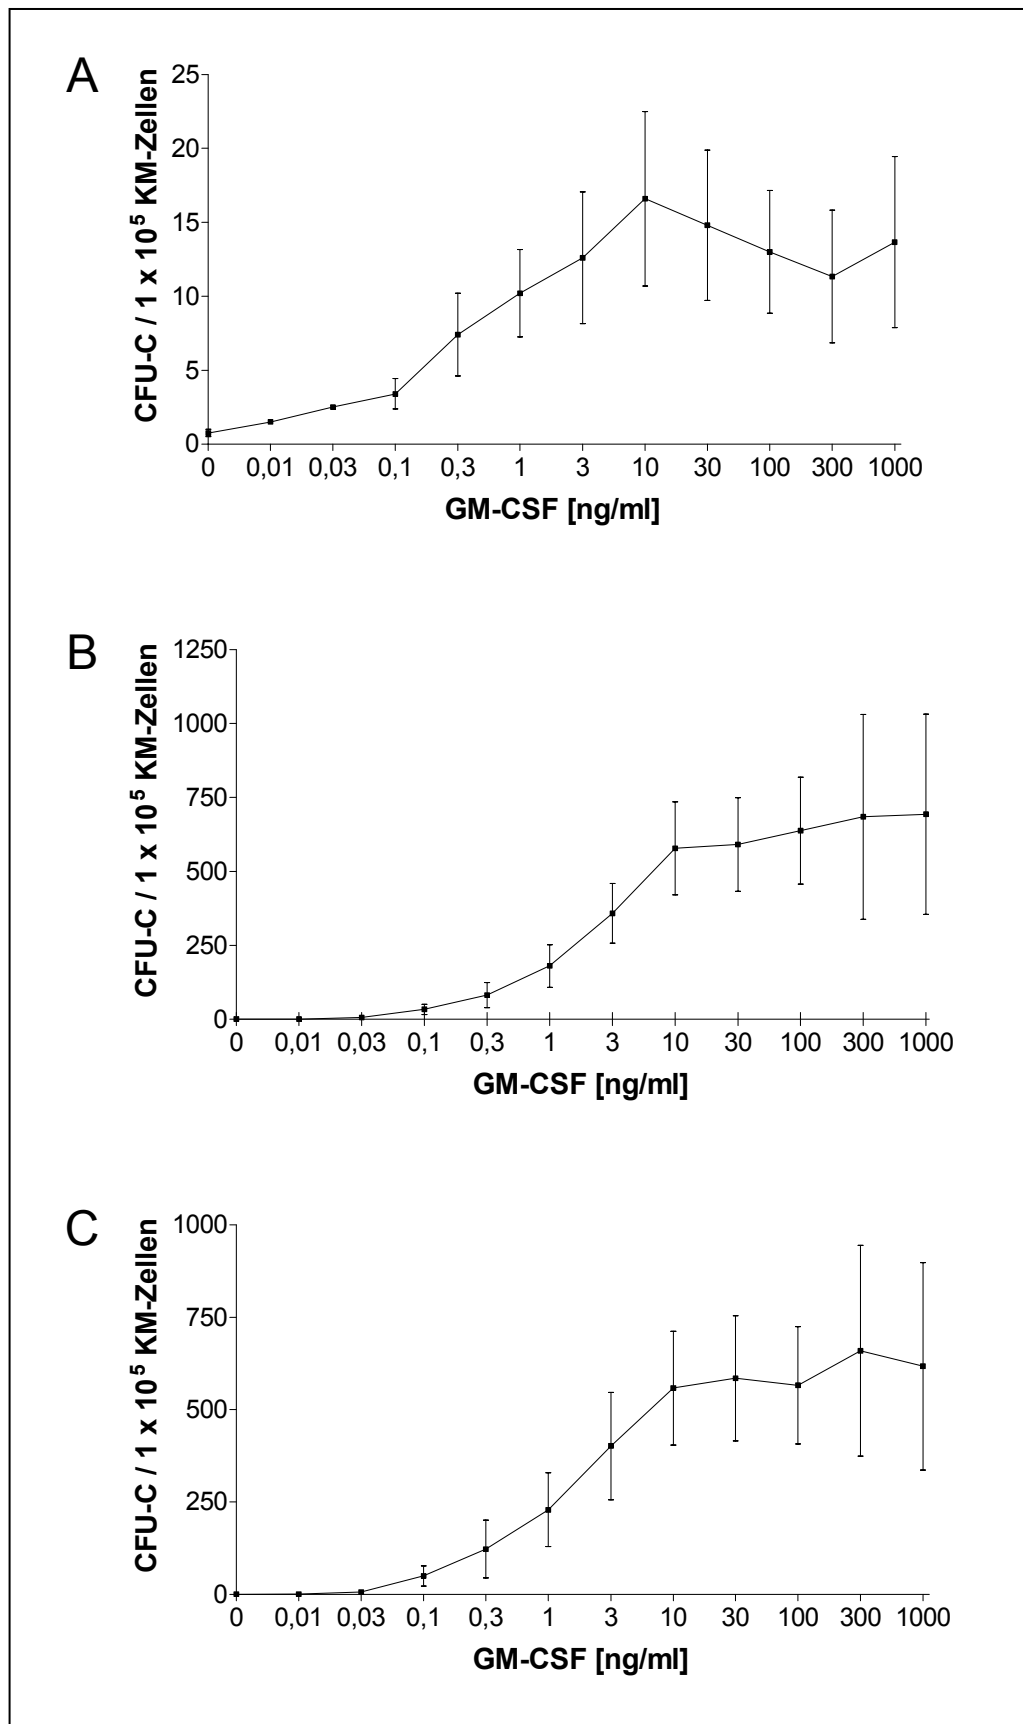 A
CFU-C / 1 x 10⁵ KM-Zellen
25
20
15
10
5
0
0 0,01 0,03 0,1 0,3 1 3 10 30 100 300 1000
GM-CSF [ng/ml]
B
CFU-C / 1 x 10⁵ KM-Zellen
1250
1000
750
500
250
0
0 0,01 0,03 0,1 0,3 1 3 10 30 100 300 1000
GM-CSF [ng/ml]
C
CFU-C / 1 x 10⁵ KM-Zellen
1000
750
500
250
0
0 0,01 0,03 0,1 0,3 1 3 10 30 100 300 1000
GM-CSF [ng/ml]